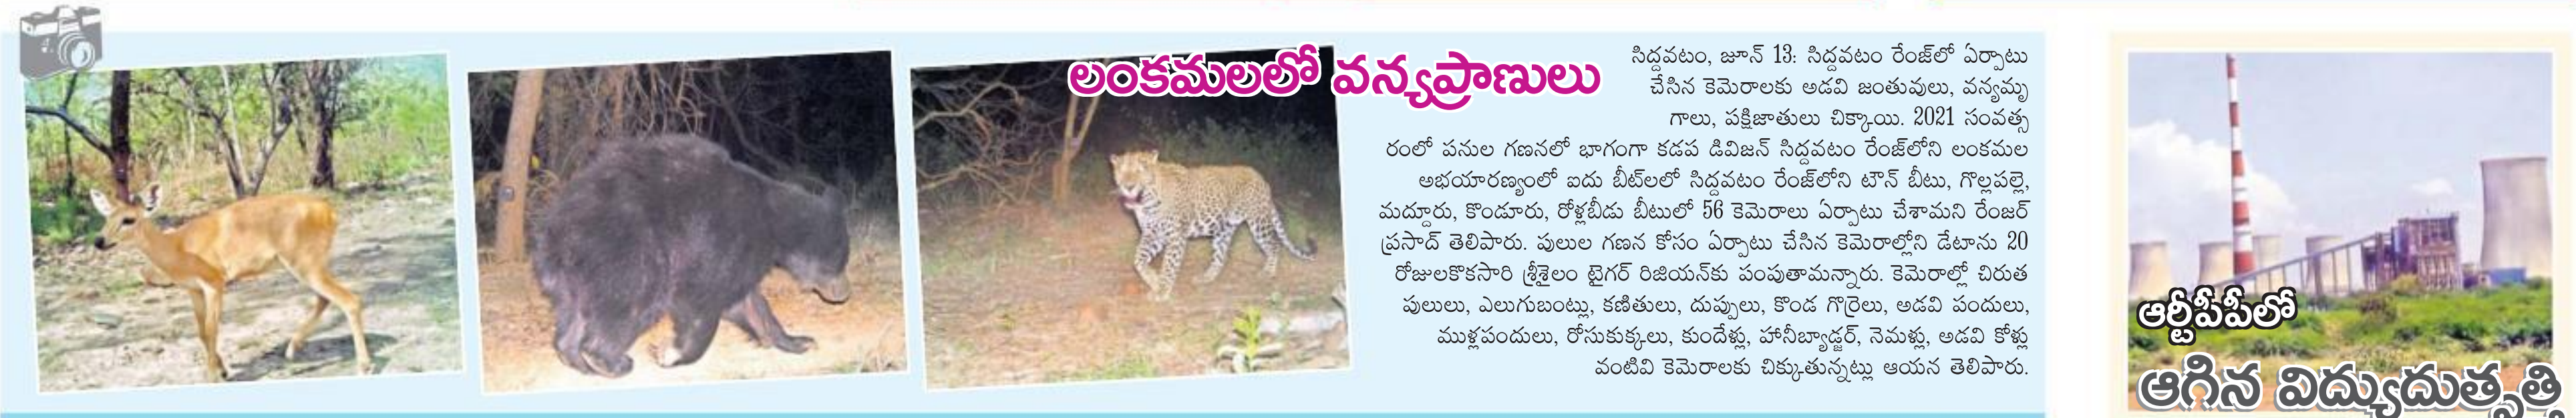 లంకమలలో వన్యప్రాణులు
సిద్దవటం, జూన్ 13: సిద్దవటం రేంజ్‌లో ఏర్పాటు
చేసిన కెమెరాలకు అడవి జంతువులు, వన్యమృ
గాలు, పక్షిజాతులు చిక్కాయి. 2021 సంవత్స
రంలో పనుల గణనలో భాగంగా కడప డివిజన్ సిద్దవటం రేంజ్‌లోని లంకమల
అభయారణ్యంలో ఐదు బీట్‌లలో సిద్దవటం రేంజ్‌లోని టౌన్ బీటు, గొల్లపల్లె,
మద్దూరు, కొండూరు, రోళ్లబీడు బీటులో 56 కెమెరాలు ఏర్పాటు చేశామని రేంజర్
ప్రసాద్ తెలిపారు. పులుల గణన కోసం ఏర్పాటు చేసిన కెమెరాల్లోని డేటాను 20
రోజులకొకసారి శ్రీశైలం టైగర్ రిజియన్‌కు పంపుతామన్నారు. కెమెరాల్లో చిరుత
పులులు, ఎలుగుబంట్లు, కణితులు, దుప్పులు, కొండ గొర్రెలు, అడవి పందులు,
ముళ్లపందులు, రోసుకుక్కలు, కుందేళ్లు, హానీబ్యాడ్జర్, నెమళ్లు, అడవి కోళ్లు
వంటివి కెమెరాలకు చిక్కుతున్నట్లు ఆయన తెలిపారు.
ఆర్టీపీపీలో
ఆగిన విద్యుదుత్పత్తి